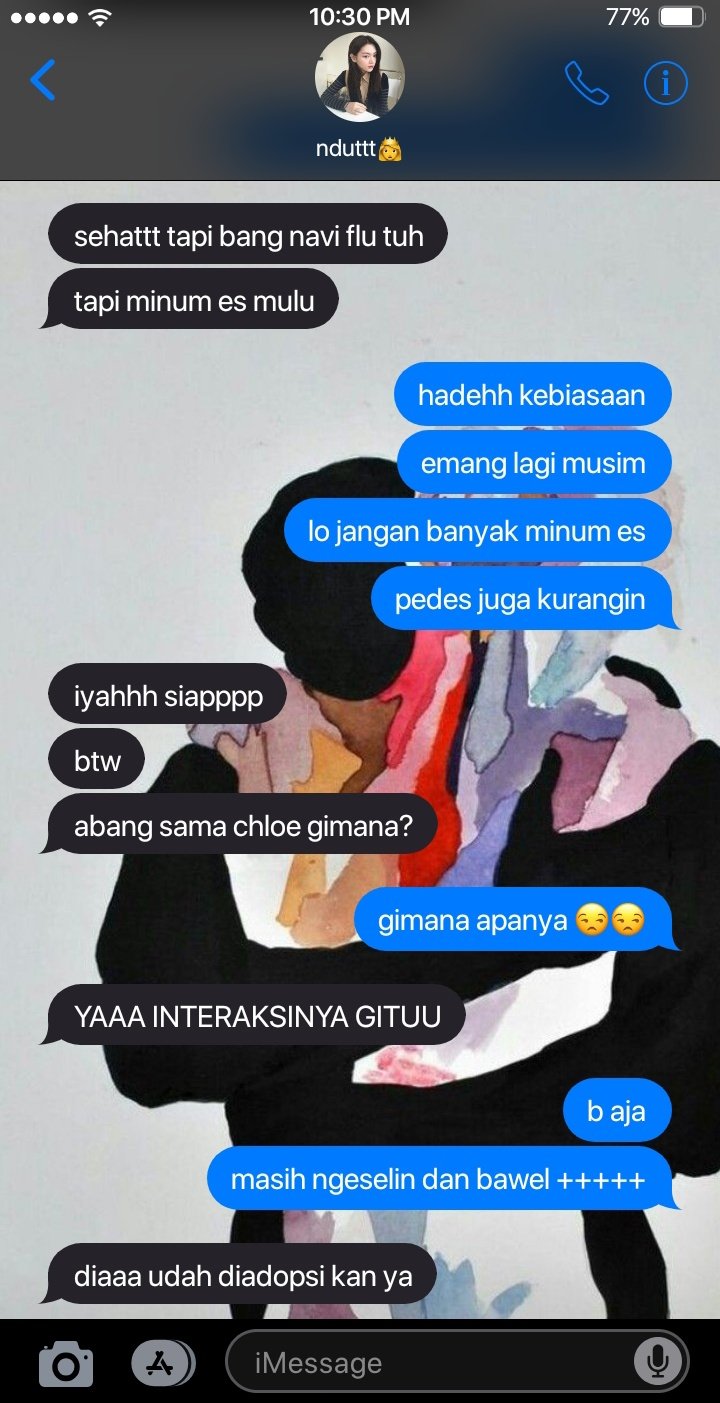 10:30 PM
77%
nduttt👸
sehattt tapi bang navi flu tuh
tapi minum es mulu
hadehh kebiasaan
emang lagi musim
lo jangan banyak minum es
pedes juga kurangin
iyahhh siapppp
btw
abang sama chloe gimana?
gimana apanya 😒😒
YAAA INTERAKSINYA GITUU
b aja
masih ngeselin dan bawel +++++
diaaa udah diadopsi kan ya
iMessage